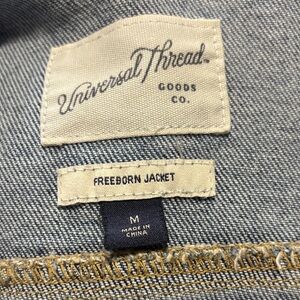 Universal Thread
GOODS
CO.
FREEBORN JACKET
M
MADE IN
CHINA